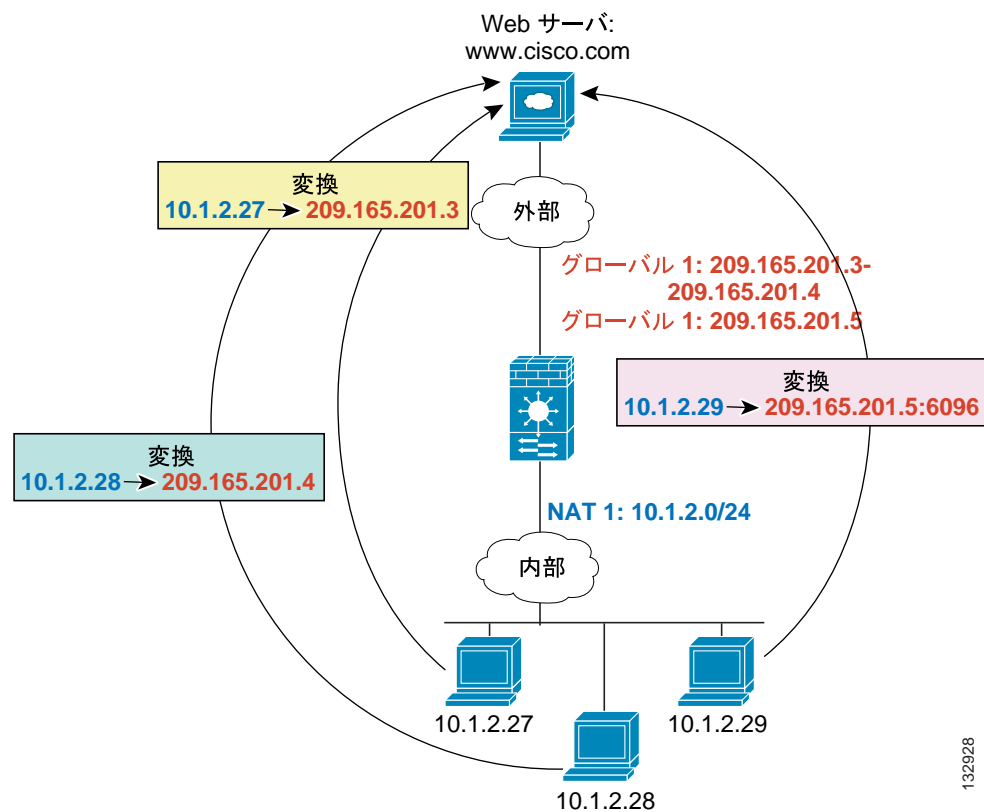 Web サーバ:
www.cisco.com
変換
10.1.2.27 209.165.201.3
外部
グローバル 1: 209.165.201.3-
209.165.201.4
グローバル 1: 209.165.201.5
変換
10.1.2.29 209.165.201.5:6096
変換
10.1.2.28 209.165.201.4
NAT 1: 10.1.2.0/24
内部
10.1.2.27
10.1.2.29
10.1.2.28
132928